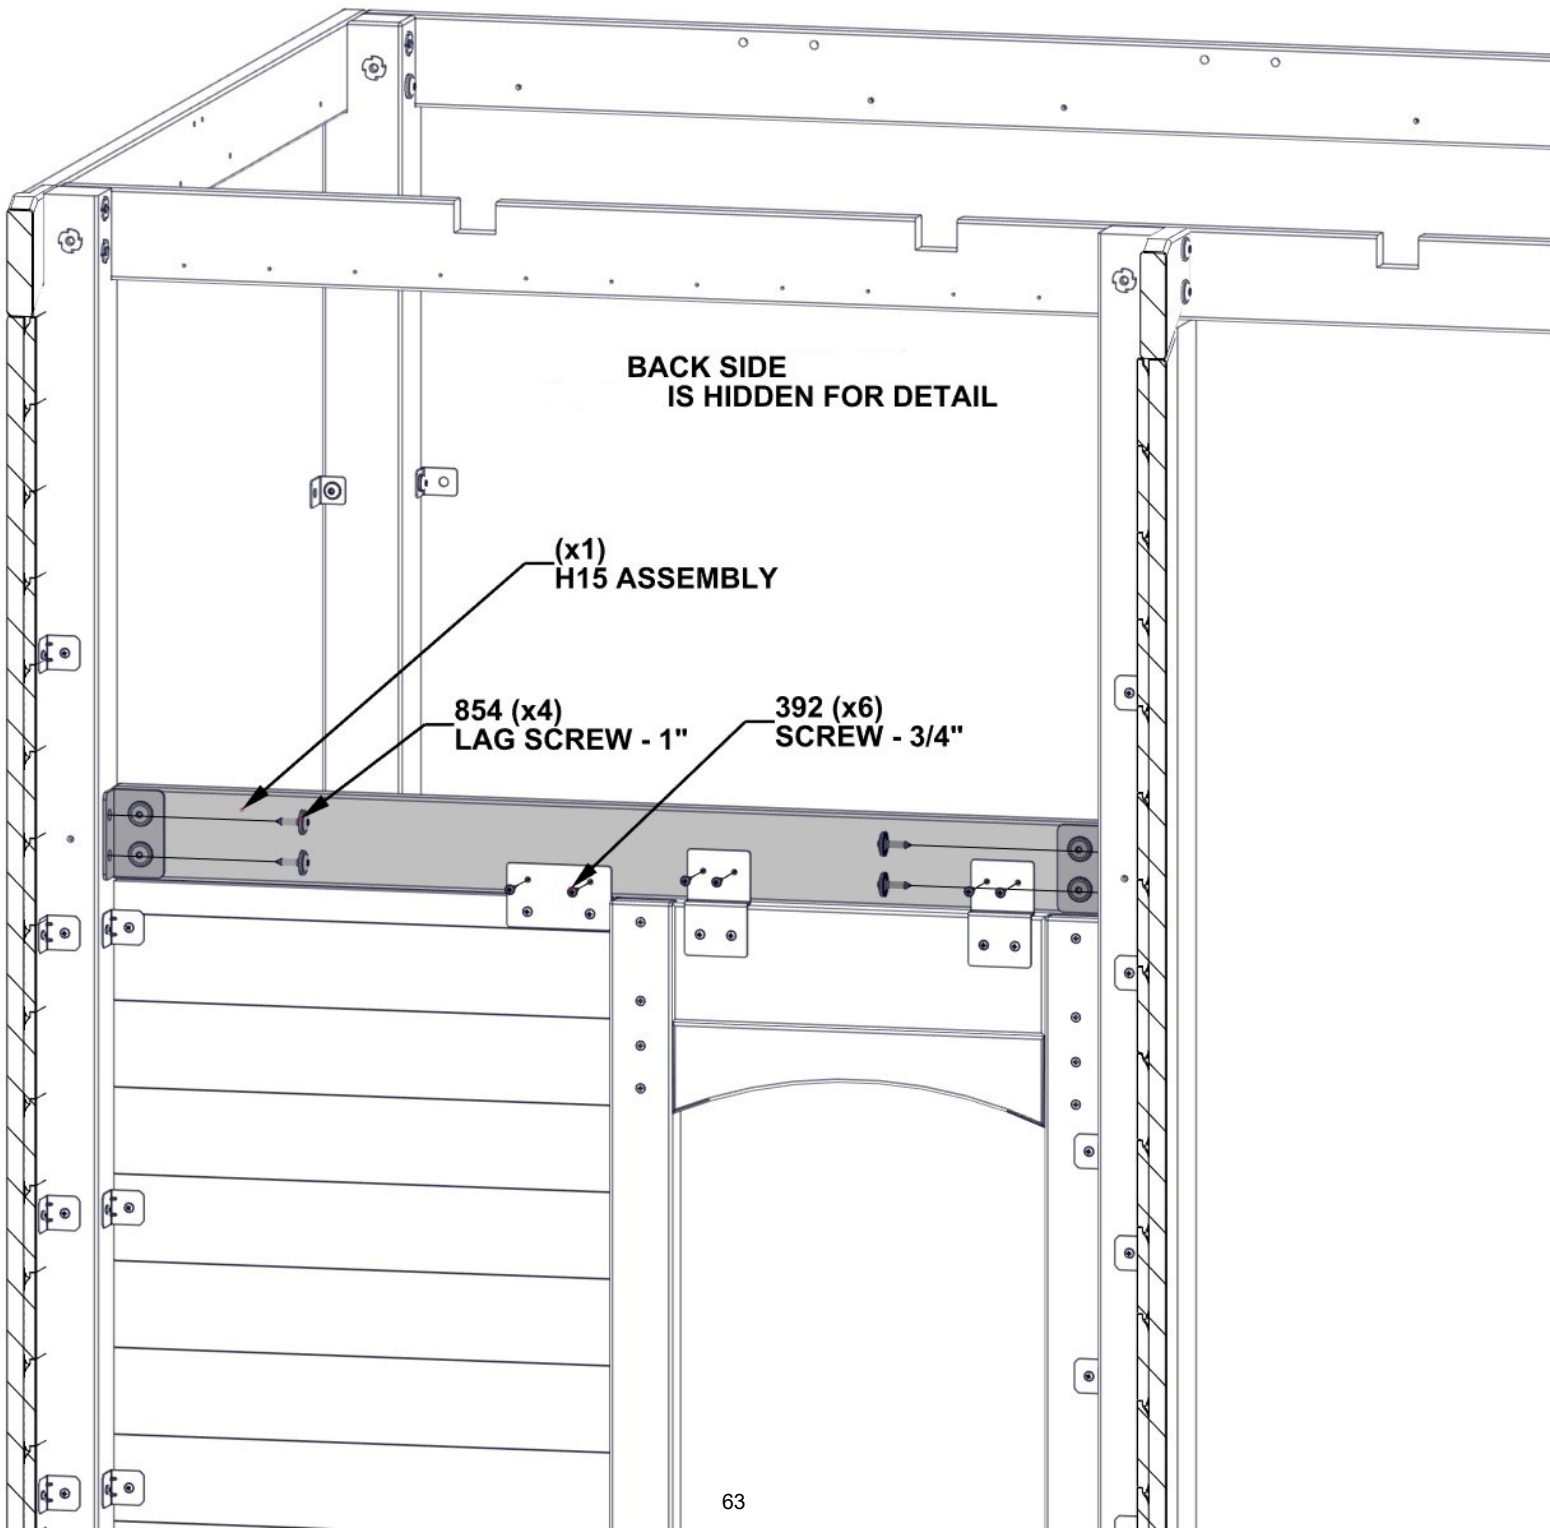 BACK SIDE
IS HIDDEN FOR DETAIL
(x1)
H15 ASSEMBLY
854 (x4)
LAG SCREW - 1"
392 (x6)
SCREW - 3/4"
63